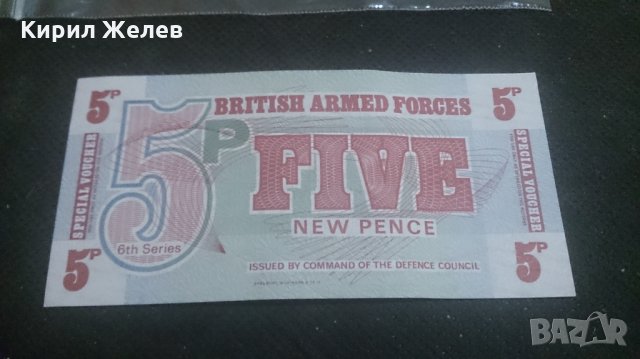 Кирил Желев
5P
5P
BRITISH ARMED FORCES
5P
FIVE
NEW PENCE
6th Series
SPECIAL VOUCHER
SPECIAL VOUCHER
ISSUED BY COMMAND OF THE DEFENCE COUNCIL
5P
5P
BAZAR